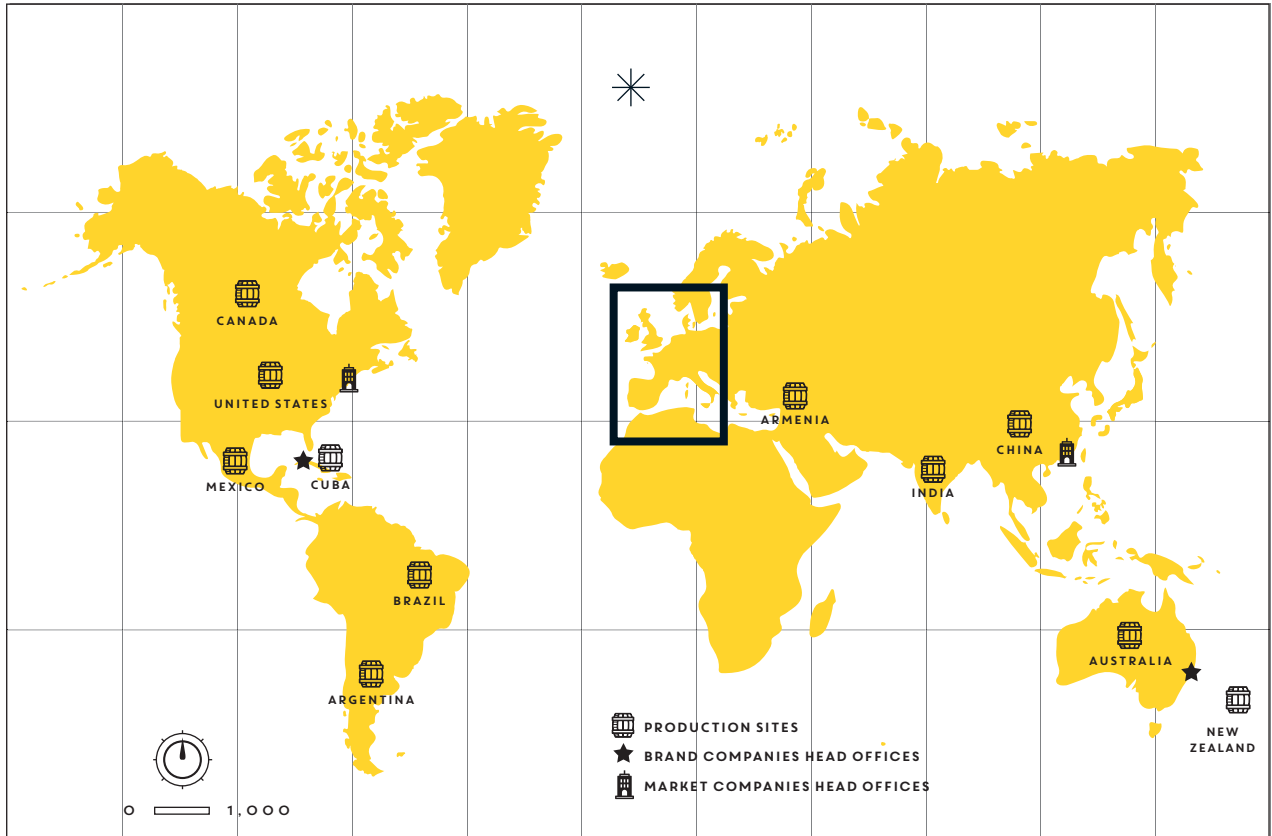 CANADA
UNITED STATES
MEXICO
CUBA
BRAZIL
ARGENTINA
ARMENIA
CHINA
INDIA
AUSTRALIA
NEW
ZEALAND
PRODUCTION SITES
BRAND COMPANIES HEAD OFFICES
MARKET COMPANIES HEAD OFFICES
0 1,000